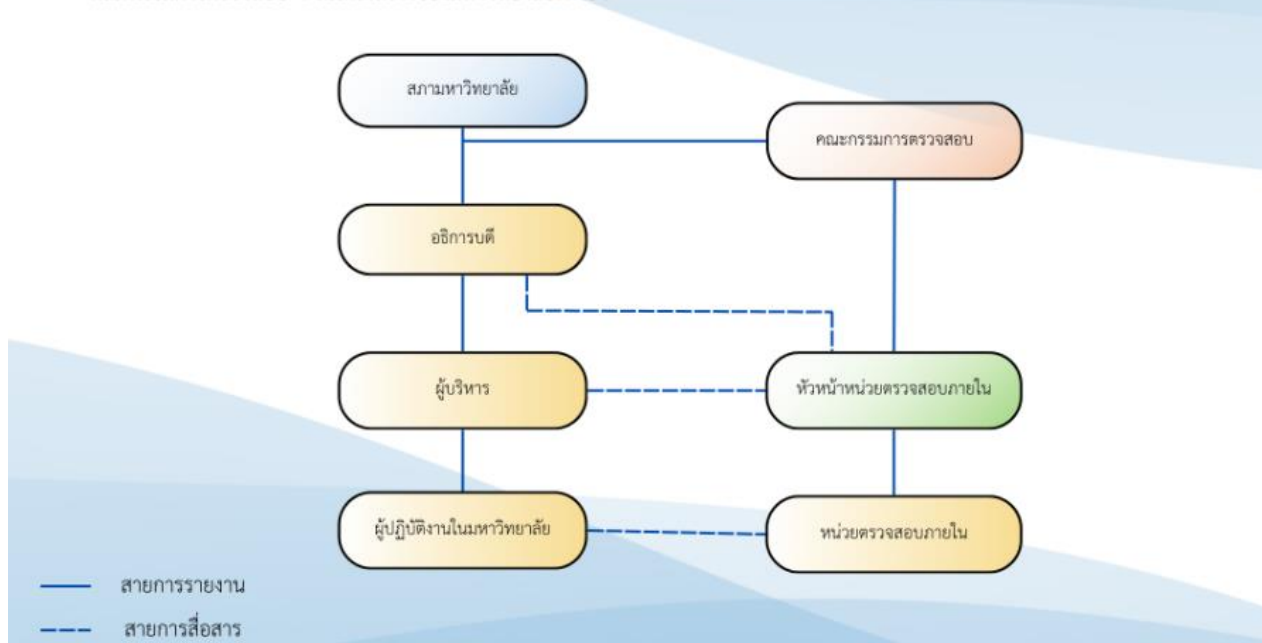 สภามหาวิทยาลัย
คณะกรรมการตรวจสอบ
อธิการบดี
ผู้บริหาร
หัวหน้าหน่วยตรวจสอบภายใน
ผู้ปฏิบัติงานในมหาวิทยาลัย
หน่วยตรวจสอบภายใน
สายการรายงาน
สายการสื่อสาร